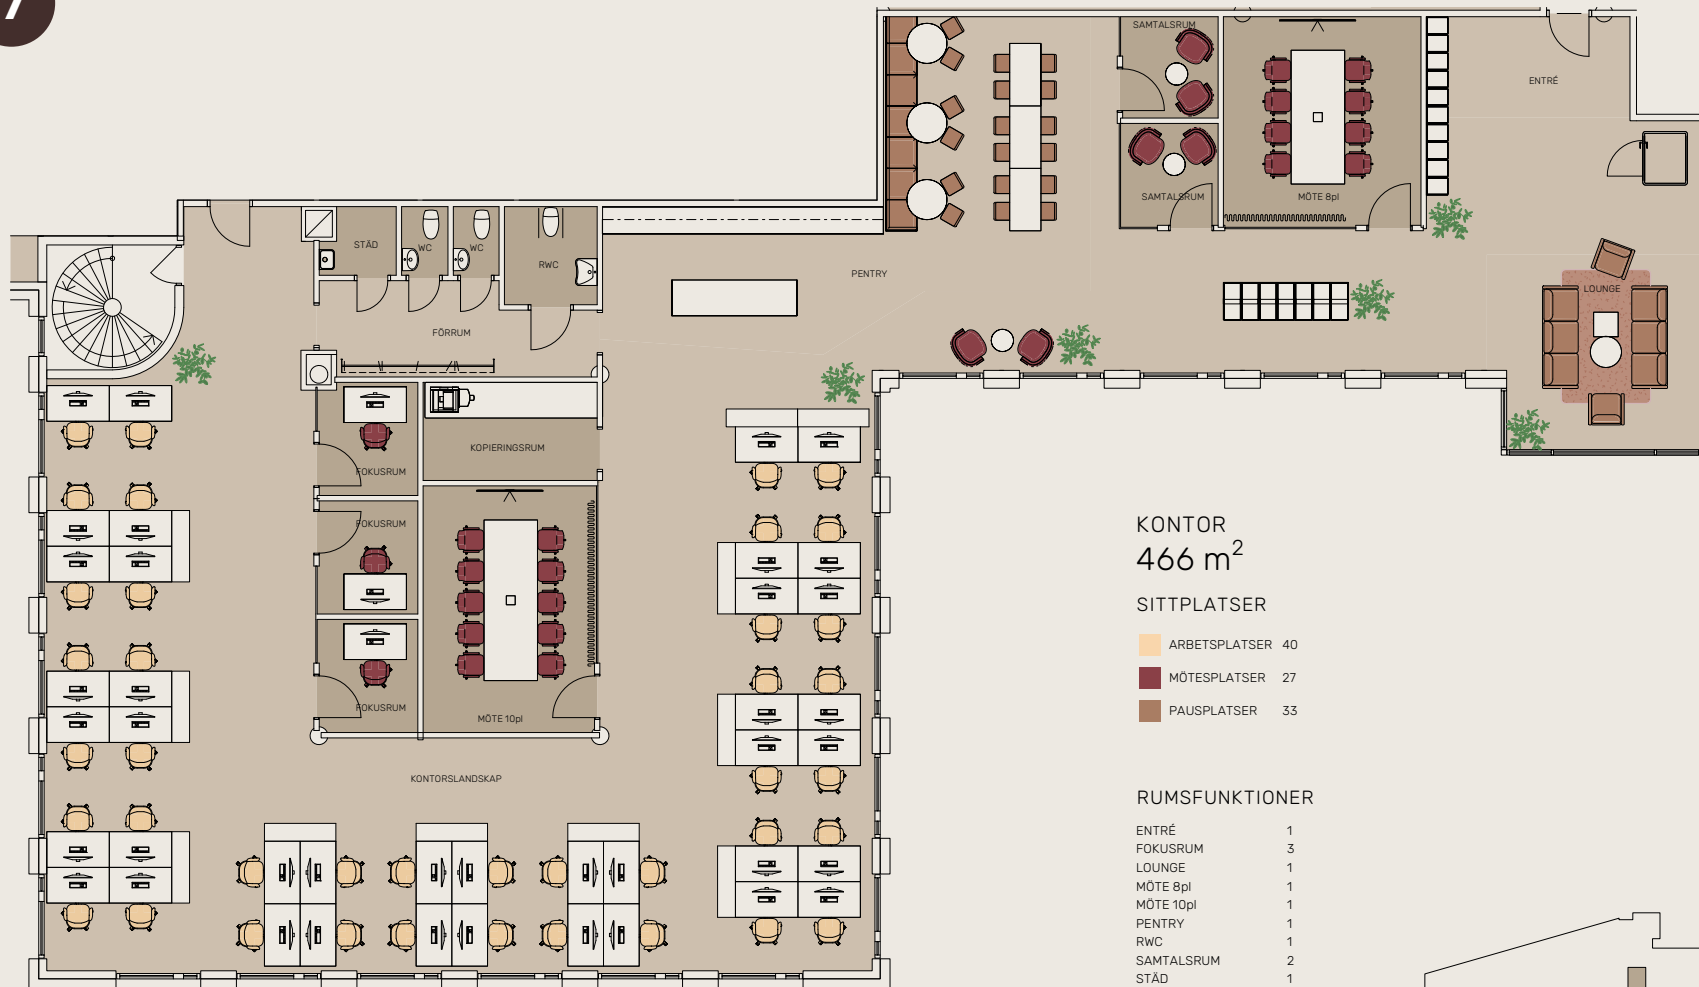 7
SAMTALSRUM
ENTRÉ
SAMTALSRUM
MÖTE 8pl
STÄD
WC
WC
RWC
PENTRY
LOUNGE
FÖRRUM
KOPIERINGSRUM
FOKUSRUM
FOKUSRUM
FOKUSRUM
MÖTE 10pl
KONTORSLANDSKAP
KONTOR
466 m²
SITTPLATSER
ARBETSPLATSER 40
MÖTESPLATSER 27
PAUSPLATSER 33
RUMSFUNKTIONER
ENTRÉ 1
FOKUSRUM 3
LOUNGE 1
MÖTE 8pl 1
MÖTE 10pl 1
PENTRY 1
RWC 1
SAMTALSRUM 2
STÄD 1